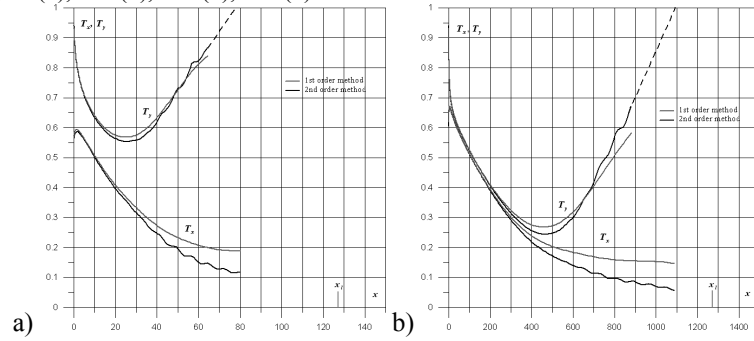 T_x, T_y
1st order method
2nd order method
T_y
T_x
x_l
x
1
0.9
0.8
0.7
0.6
0.5
0.4
0.3
0.2
0.1
0
0 20 40 60 80 100 120 140
a)
T_x, T_y
1st order method
2nd order method
T_y
T_x
x_l
x
1
0.9
0.8
0.7
0.6
0.5
0.4
0.3
0.2
0.1
0
0 200 400 600 800 1000 1200 1400
b)